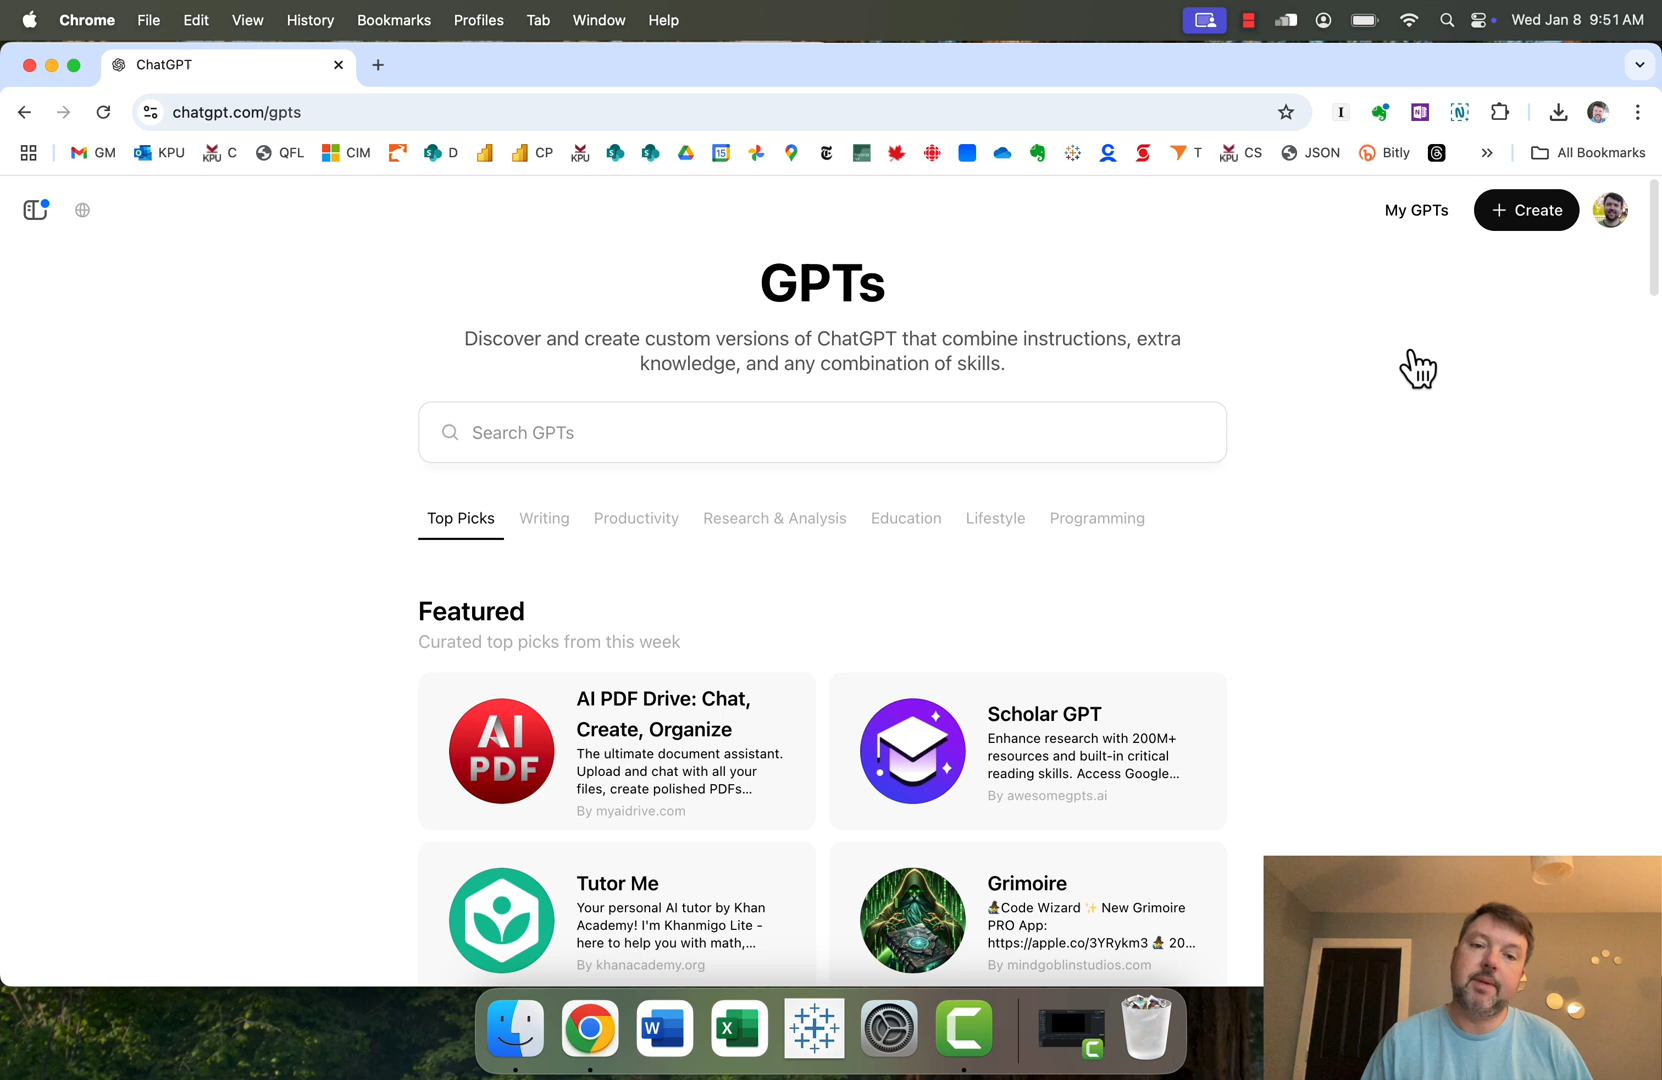 Chrome File Edit View History Bookmarks Profiles Tab Window Help Wed Jan 8 9:51 AM
ChatGPT
chatgpt.com/gpts
GM KPU KPU C QFL CIM D CP KPU 15 T KPU CS JSON Bitly All Bookmarks
My GPTs + Create
GPTs
Discover and create custom versions of ChatGPT that combine instructions, extra
knowledge, and any combination of skills.
Search GPTs
Top Picks Writing Productivity Research & Analysis Education Lifestyle Programming
Featured
Curated top picks from this week
AI PDF
AI PDF Drive: Chat,
Create, Organize
The ultimate document assistant.
Upload and chat with all your
files, create polished PDFs...
By myaidrive.com
Scholar GPT
Enhance research with 200M+
resources and built-in critical
reading skills. Access Google...
By awesomegpts.ai
Tutor Me
Your personal AI tutor by Khan
Academy! I'm Khanmigo Lite -
here to help you with math,...
By khanacademy.org
Grimoire
🧙‍♂️Code Wizard ✨ New Grimoire
PRO App:
https://apple.co/3YRykm3 🧙‍♂️ 20...
By mindgoblinstudios.com
W X